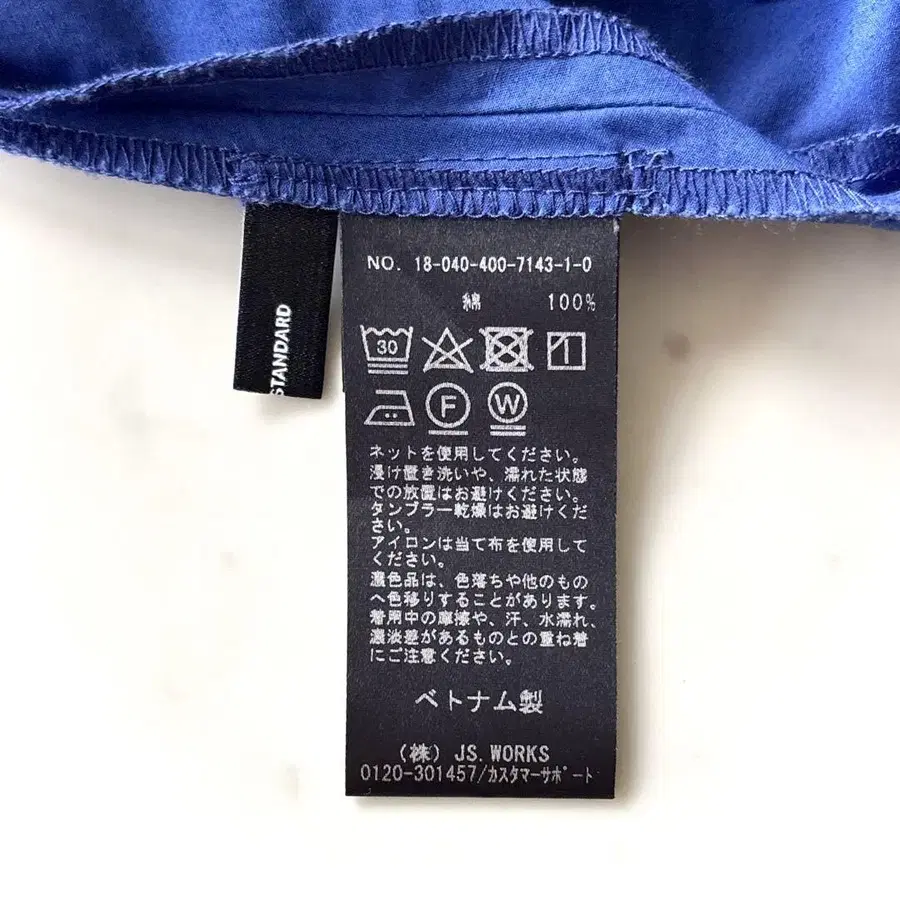 STANDARD
NO. 18-040-400-7143-1-0
綿 100%
30
F W
ネットを使用してください。
浸け置き洗いや、濡れた状態
での放置はお避けください。
タンブラー乾燥はお避けくだ
さい。
アイロンは当て布を使用して
ください。
濃色品は、色落ちや他のもの
へ色移りすることがあります。
着用中の摩擦や、汗、水濡れ、
濃淡差があるものとの重ね着
にご注意ください。
ベトナム製
(株) JS.WORKS
0120-301457/カスタマーサポート